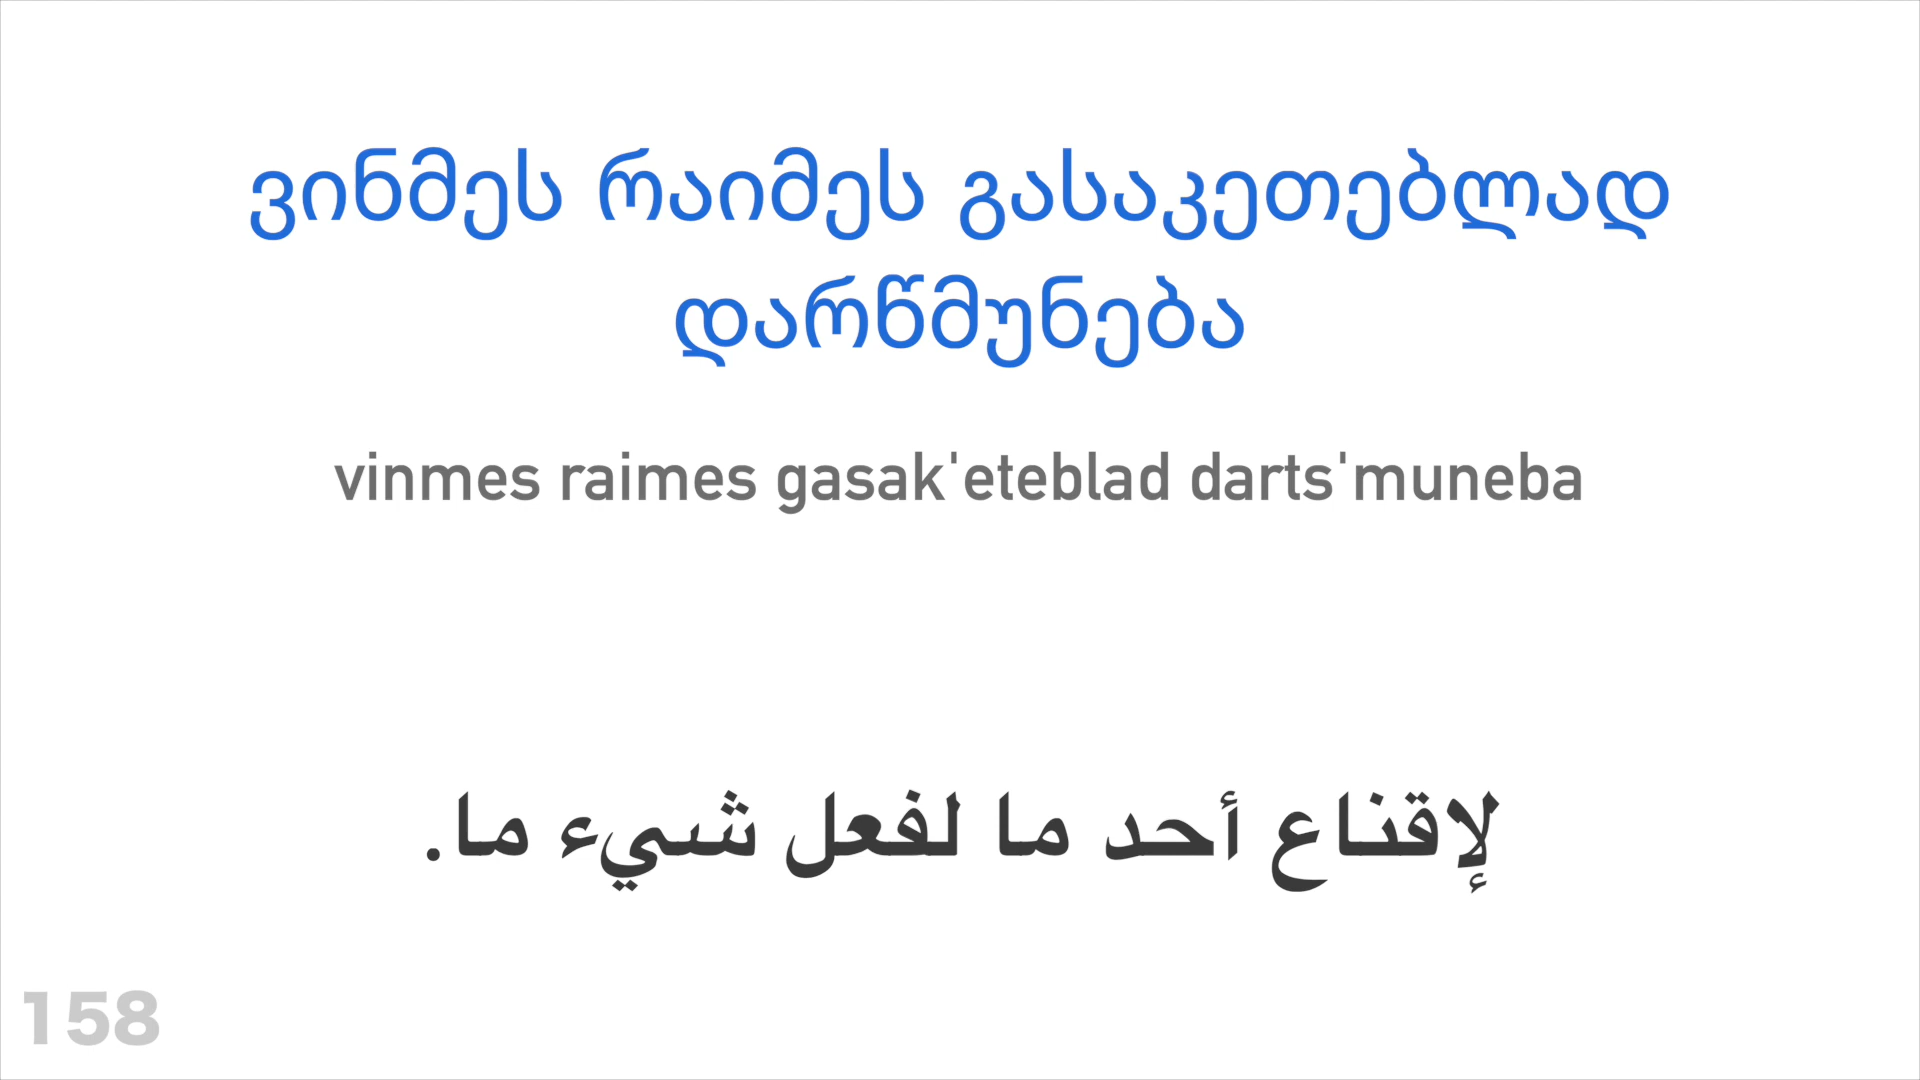 ვინმეს რაიმეს გასაკეთებლად
დარწმუნება
vinmes raimes gasak'eteblad darts'muneba
لإقناع أحد ما لفعل شيء ما.
158